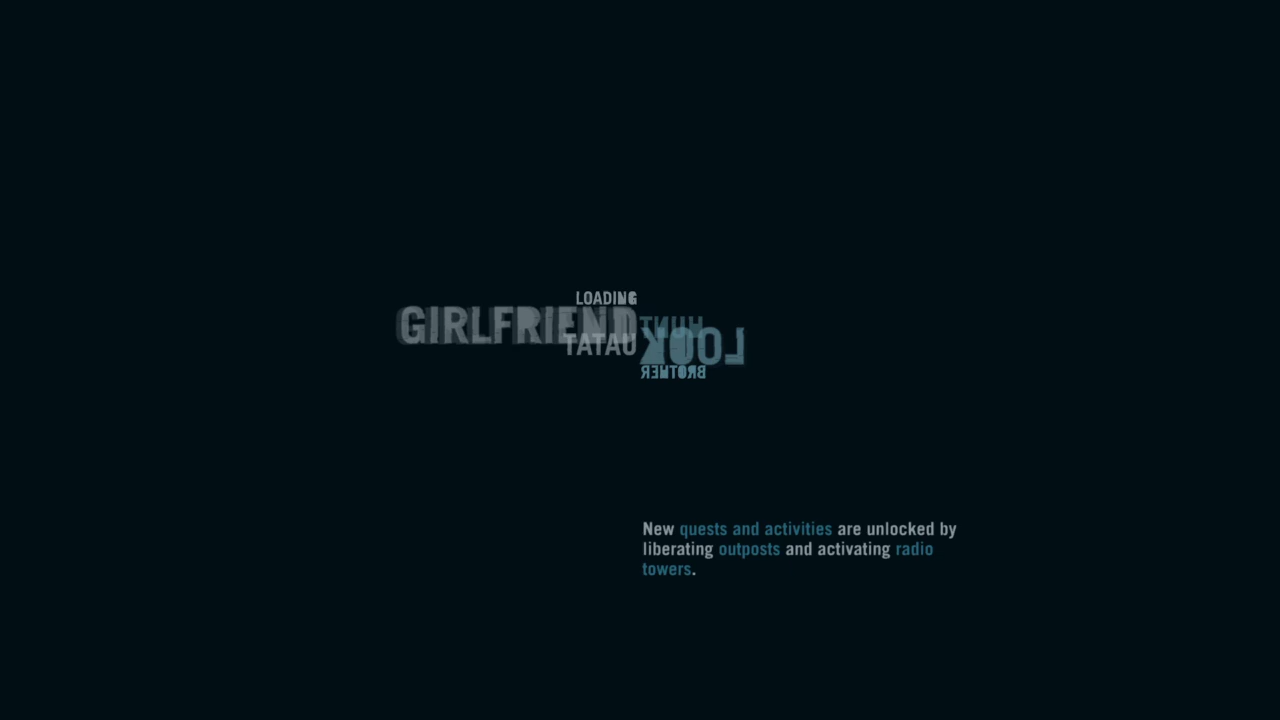 LOADING
GIRLFRIEND
HUNT
TATAU
LOOK
BROTHER
New quests and activities are unlocked by
liberating outposts and activating radio
towers.